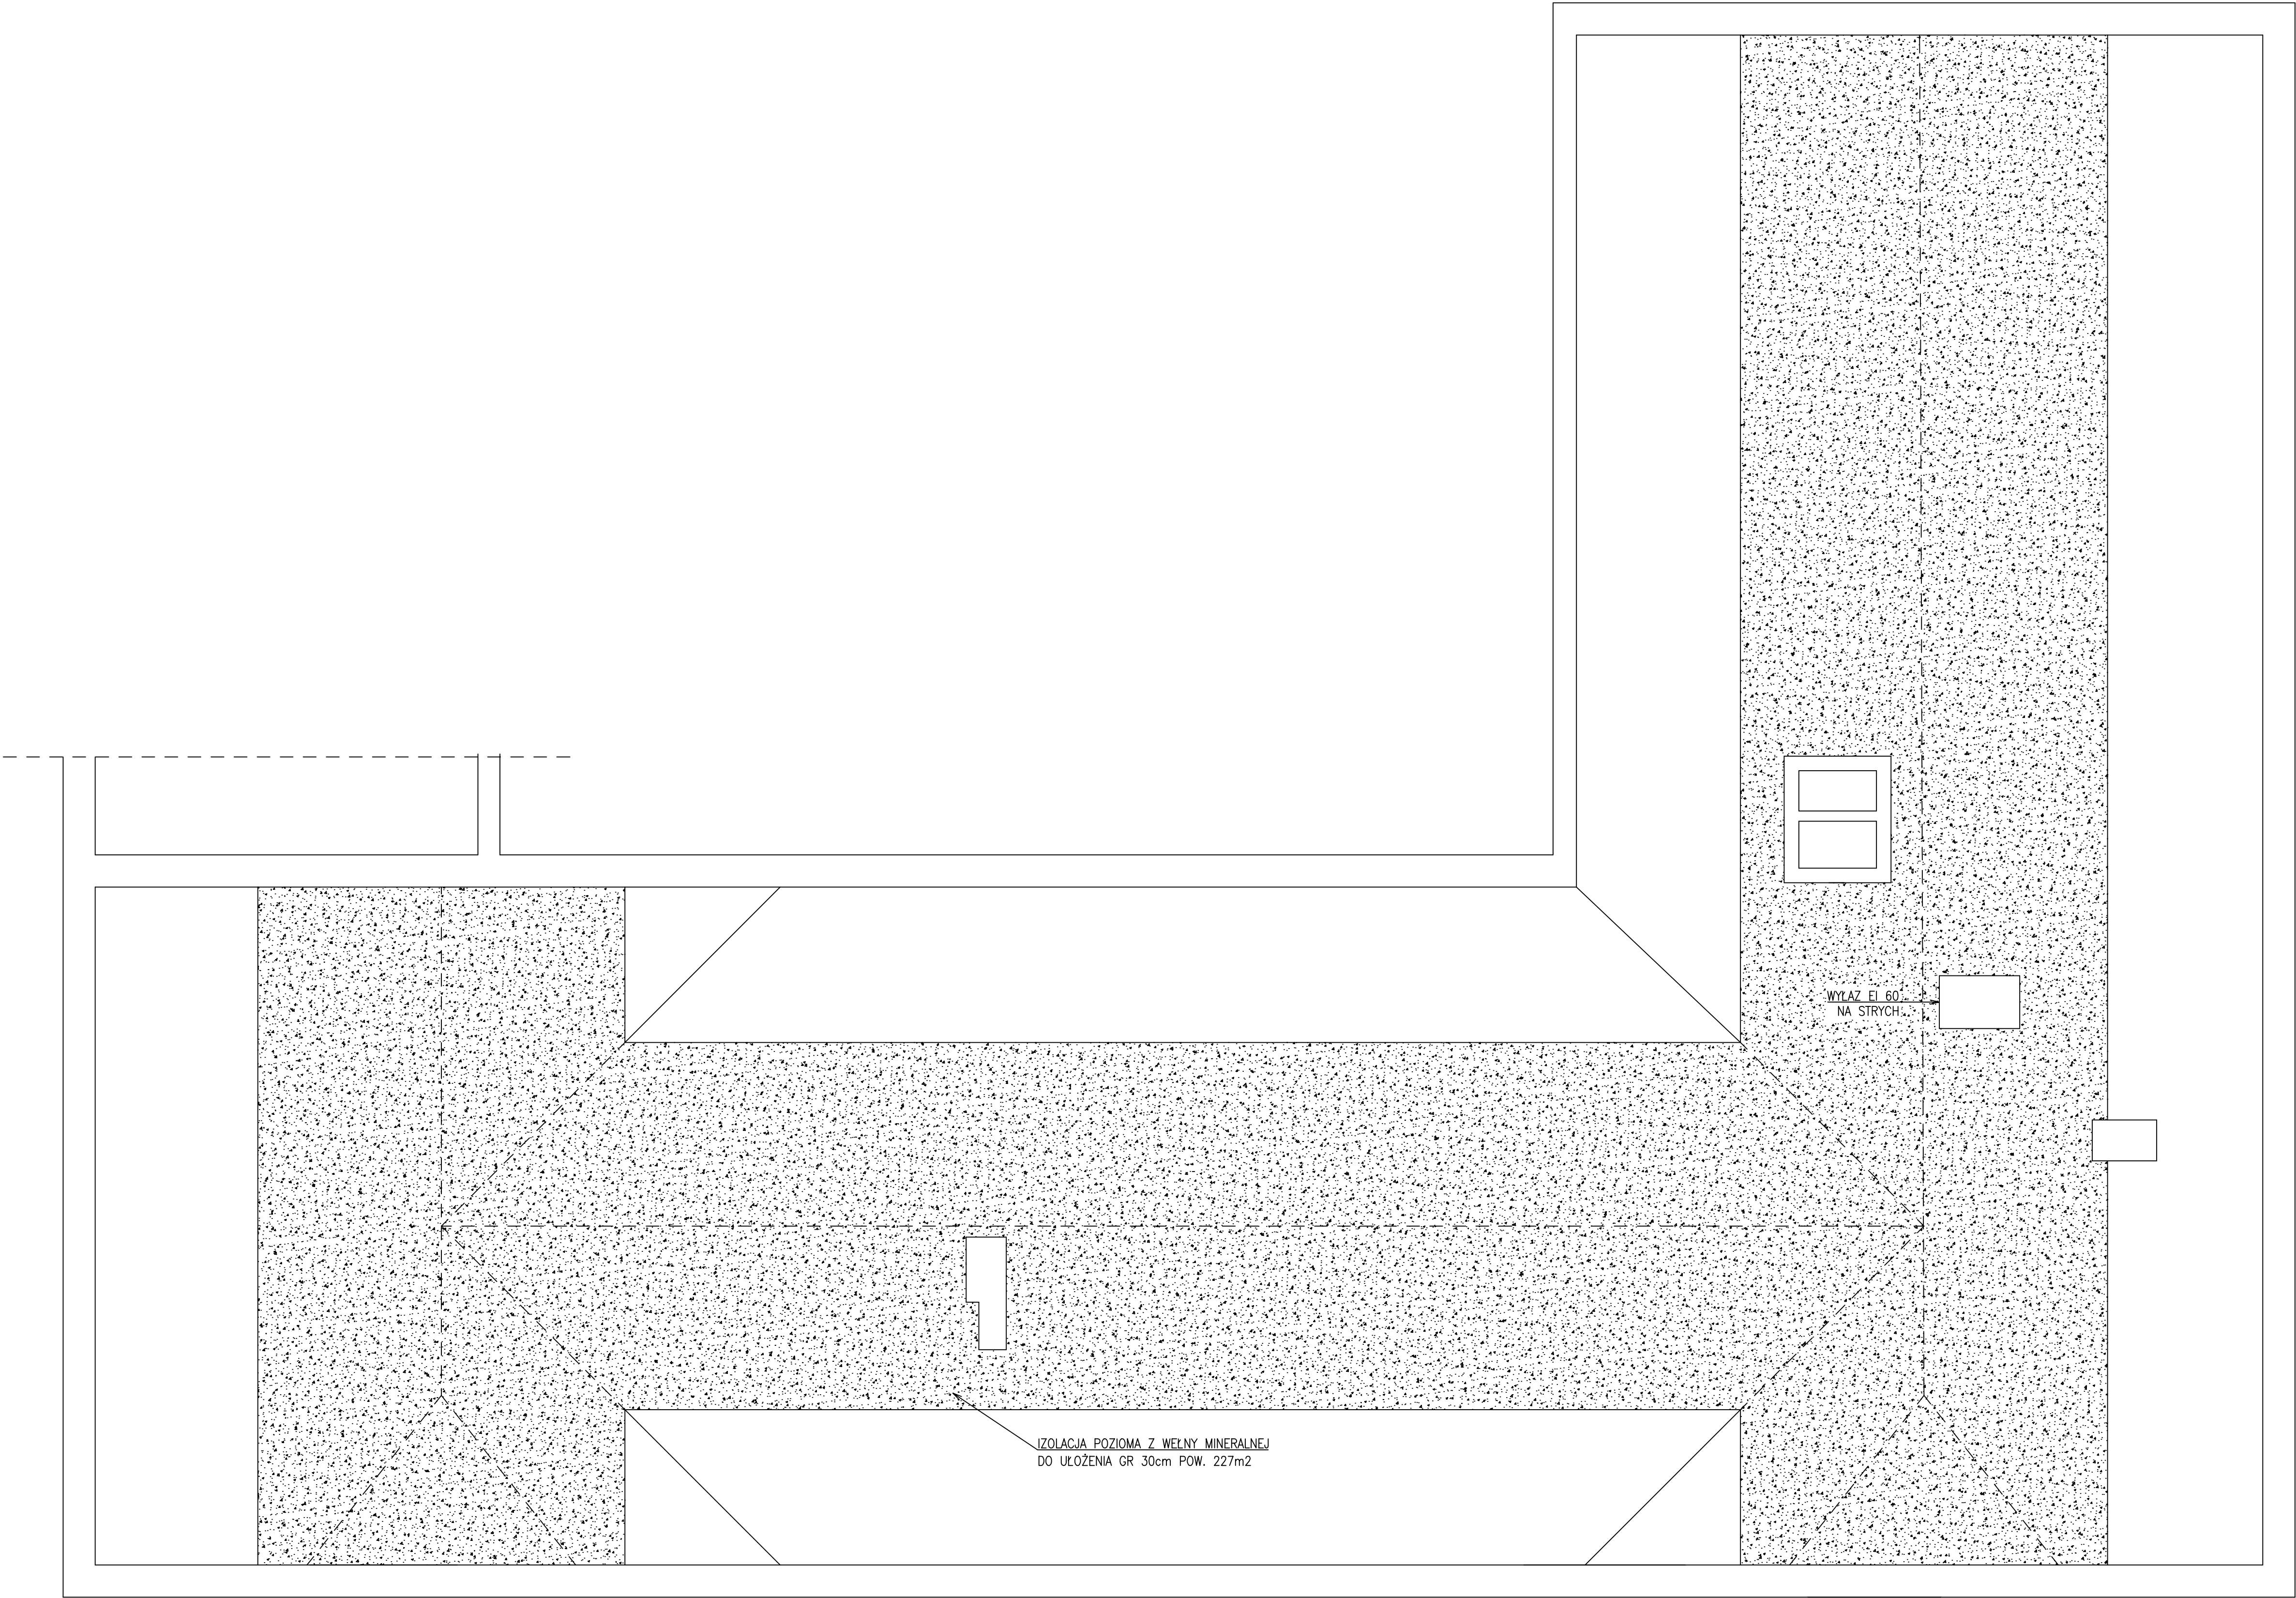 WYŁAZ EI 60
NA STRYCH
IZOLACJA POZIOMA Z WEŁNY MINERALNEJ
DO UŁOŻENIA GR 30cm POW. 227m2